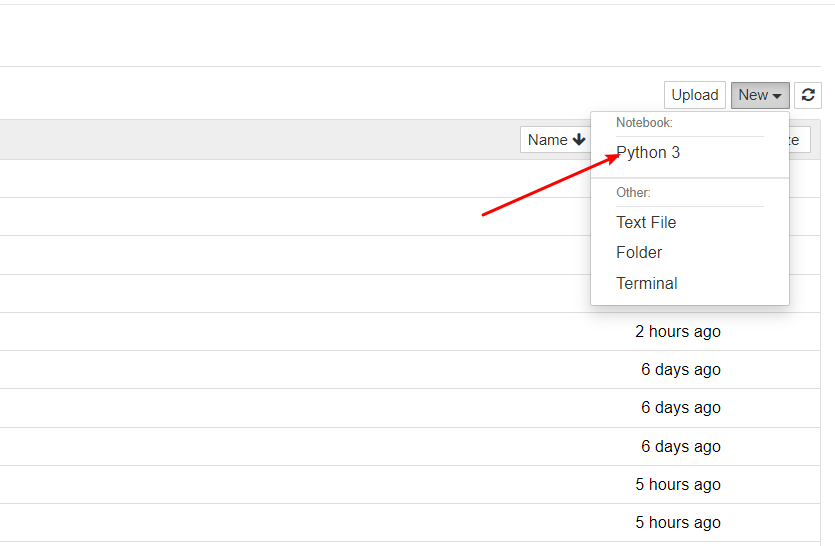 Upload New
Notebook:
Name
Python 3
Other:
Text File
Folder
Terminal
2 hours ago
6 days ago
6 days ago
6 days ago
5 hours ago
5 hours ago